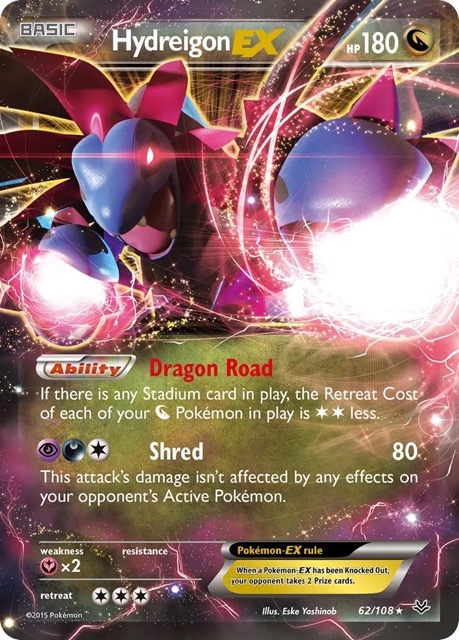 BASIC
Hydreigon EX
HP 180
Ability Dragon Road
If there is any Stadium card in play, the Retreat Cost
of each of your Pokémon in play is less.
Shred 80
This attack's damage isn't affected by any effects on
your opponent's Active Pokémon.
weakness resistance
×2
retreat
Pokémon-EX rule
When a Pokémon-EX has been Knocked Out,
your opponent takes 2 Prize cards.
©2015 Pokémon
Illus. Eske Yoshinob
62/108 ★